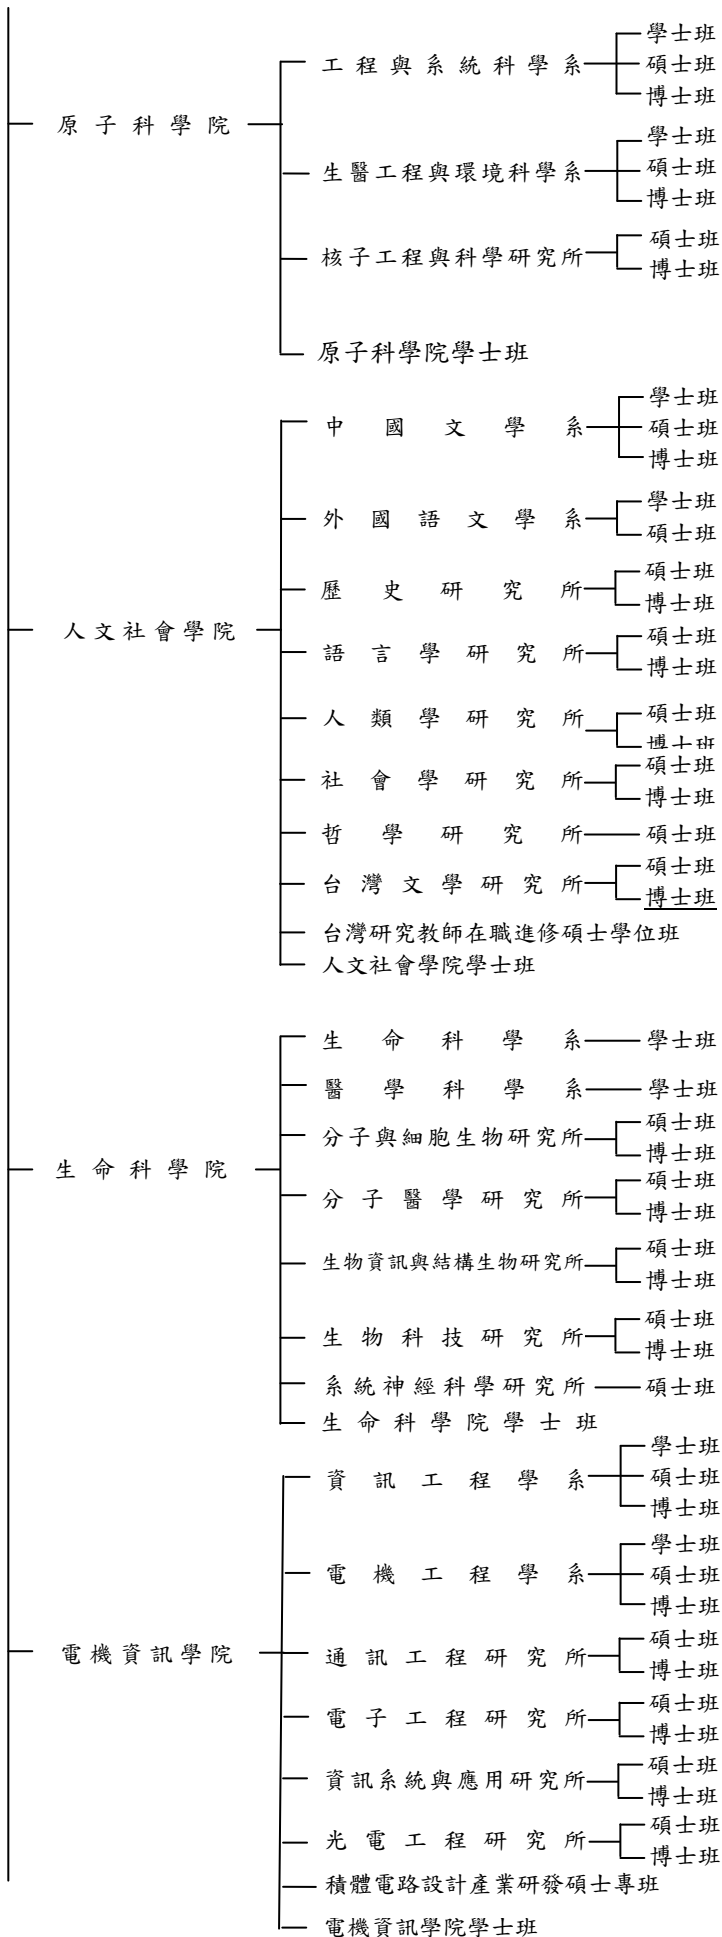 原子科學院
工程與系統科學系
學士班
碩士班
博士班
生醫工程與環境科學系
學士班
碩士班
博士班
核子工程與科學研究所
碩士班
博士班
原子科學院學士班
人文社會學院
中國文學系
學士班
碩士班
博士班
外國語文學系
學士班
碩士班
歷史研究所
碩士班
博士班
語言學研究所
碩士班
博士班
人類學研究所
碩士班
博士班
社會學研究所
碩士班
博士班
哲學研究所
碩士班
台灣文學研究所
碩士班
博士班
台灣研究教師在職進修碩士學位班
人文社會學院學士班
生命科學院
生命科學系
學士班
醫學科學系
學士班
分子與細胞生物研究所
碩士班
博士班
分子醫學研究所
碩士班
博士班
生物資訊與結構生物研究所
碩士班
博士班
生物科技研究所
碩士班
博士班
系統神經科學研究所
碩士班
生命科學院學士班
電機資訊學院
資訊工程學系
學士班
碩士班
博士班
電機工程學系
學士班
碩士班
博士班
通訊工程研究所
碩士班
博士班
電子工程研究所
碩士班
博士班
資訊系統與應用研究所
碩士班
博士班
光電工程研究所
碩士班
博士班
積體電路設計產業研發碩士專班
電機資訊學院學士班